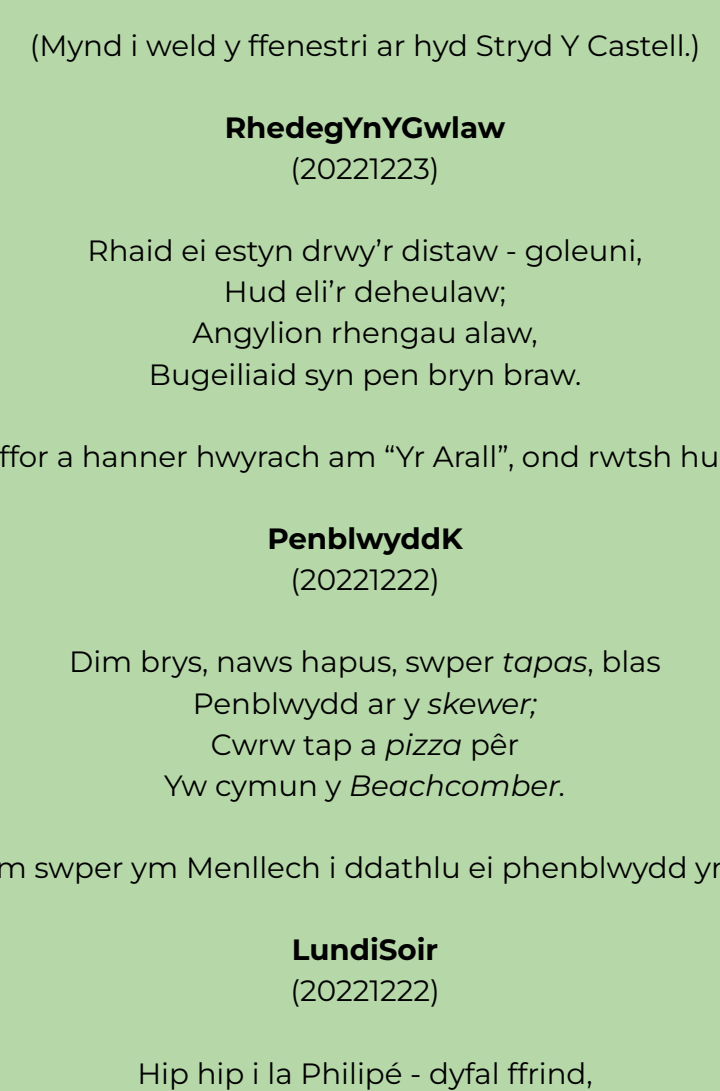 (Mynd i weld y ffenestri ar hyd Stryd Y Castell.)
RhedegYnYGwlaw
(20221223)
Rhaid ei estyn drwy’r distaw - goleuni,
Hud eli’r deheulaw;
Angylion rhengau alaw,
Bugeiliaid syn pen bryn braw.
a hanner hwyrach am “Yr Arall”, ond rwtsh
PenblwyddK
(20221222)
Dim brys, naws hapus, swper tapas, blas
Penblwydd ar y skewer;
Cwrw tap a pizza pêr
Yw cymun y Beachcomber.
swper ym Menllech i ddathlu ei phenblwydd
LundiSoir
(20221222)
Hip hip i la Philipé - dyfal ffrind,